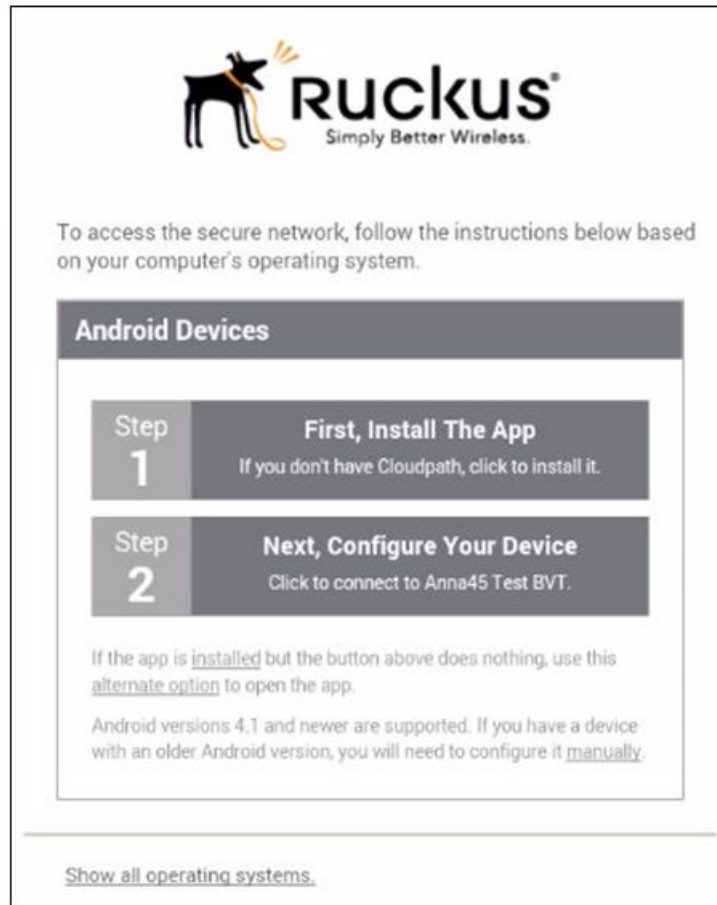 RUCKUS
Simply Better Wireless.
To access the secure network, follow the instructions below based
on your computer's operating system.
Android Devices
Step
1
First, Install The App
If you don't have Cloudpath, click to install it.
Step
2
Next, Configure Your Device
Click to connect to Anna45 Test BVT.
If the app is installed but the button above does nothing, use this
alternate option to open the app.
Android versions 4.1 and newer are supported. If you have a device
with an older Android version, you will need to configure it manually.
Show all operating systems.